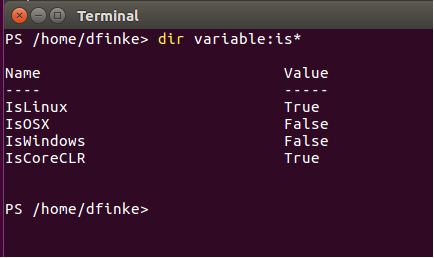 Terminal
PS /home/dfinke> dir variable:is*
Name Value
---- -----
IsLinux True
IsOSX False
IsWindows False
IsCoreCLR True
PS /home/dfinke>